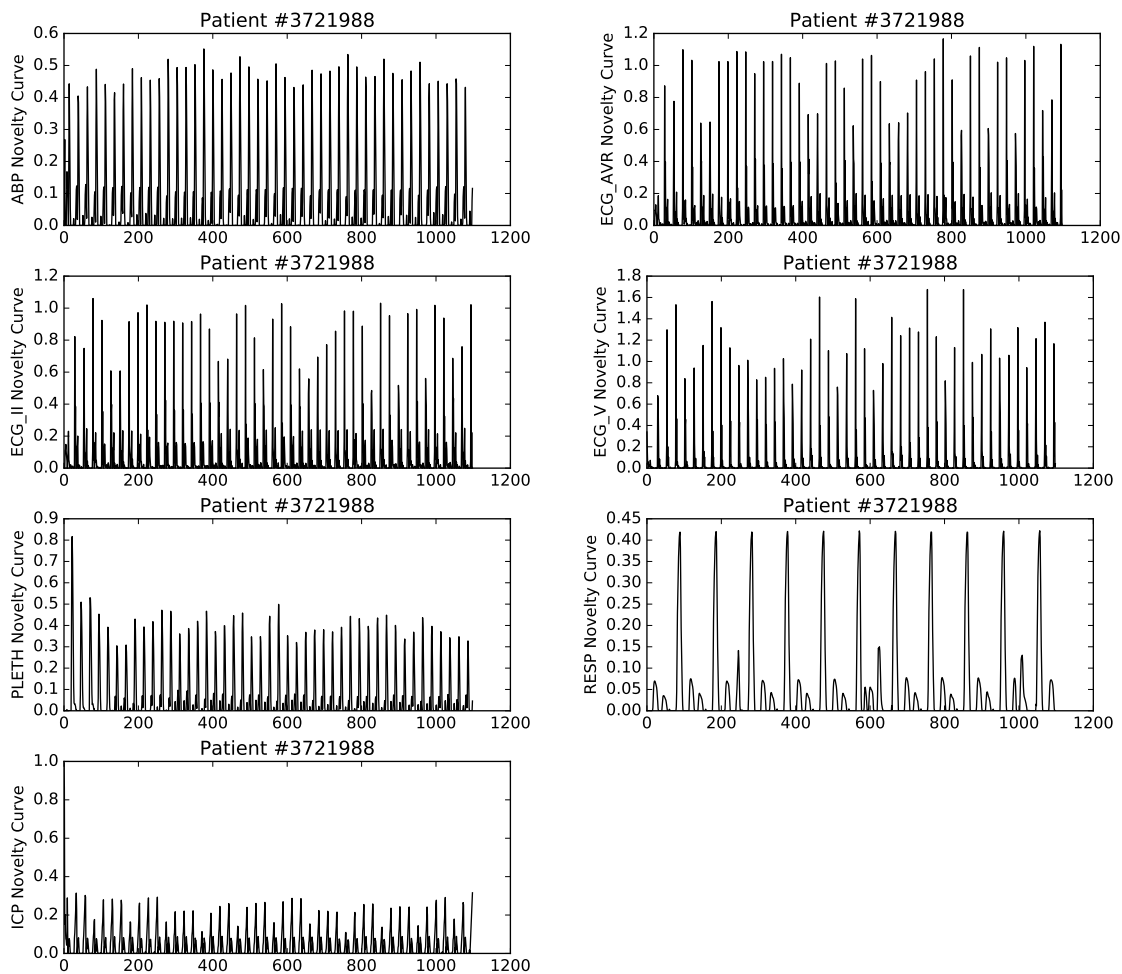 Patient #3721988
ABP Novelty Curve
0.6
0.5
0.4
0.3
0.2
0.1
0.0
0 200 400 600 800 1000 1200
Patient #3721988
ECG_AVR Novelty Curve
1.2
1.0
0.8
0.6
0.4
0.2
0.0
0 200 400 600 800 1000 1200
Patient #3721988
ECG_II Novelty Curve
1.2
1.0
0.8
0.6
0.4
0.2
0.0
0 200 400 600 800 1000 1200
Patient #3721988
ECG_V Novelty Curve
1.8
1.6
1.4
1.2
1.0
0.8
0.6
0.4
0.2
0.0
0 200 400 600 800 1000 1200
Patient #3721988
PLETH Novelty Curve
0.9
0.8
0.7
0.6
0.5
0.4
0.3
0.2
0.1
0.0
0 200 400 600 800 1000 1200
Patient #3721988
RESP Novelty Curve
0.45
0.40
0.35
0.30
0.25
0.20
0.15
0.10
0.05
0.00
0 200 400 600 800 1000 1200
Patient #3721988
ICP Novelty Curve
1.0
0.8
0.6
0.4
0.2
0.0
0 200 400 600 800 1000 1200